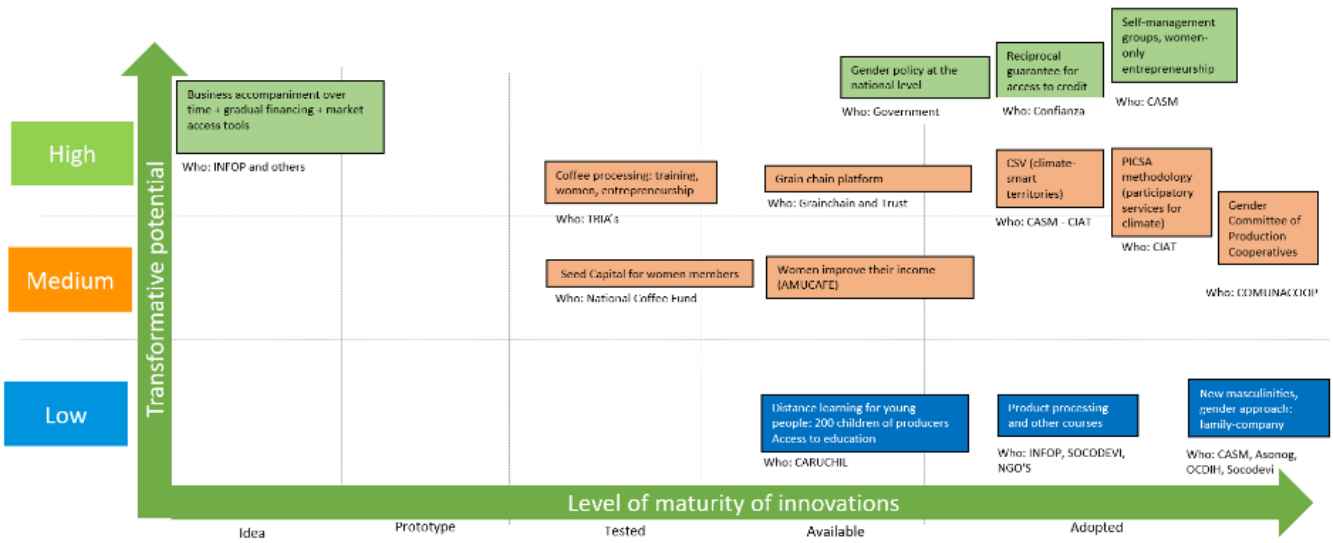 Transformative potential
High
Medium
Low
Business accompaniment over
time + gradual financing + market
access tools
Who: INFOP and others
Gender policy at the
national level
Who: Government
Reciprocal
guarantee for
access to credit
Who: Confianza
Self-management
groups, women-
only
entrepreneurship
Who: CASM
Coffee processing: training,
women, entrepreneurship
Who: TRIA´s
Grain chain platform
Who: Grainchain and Trust
CSV (climate-
smart
territories)
Who: CASM - CIAT
PICSA
methodology
(participatory
services for
climate)
Who: CIAT
Gender
Committee of
Production
Cooperatives
Who: COMUNACOOP
Seed Capital for women members
Who: National Coffee Fund
Women improve their income
(AMUCAFE)
Distance learning for young
people: 200 children of producers
Access to education
Who: CARUCHIL
Product processing
and other courses
Who: INFOP, SOCODEVI,
NGO'S
New masculinities,
gender approach:
family-company
Who: CASM, Asonog,
OCDIH, Socodevi
Level of maturity of innovations
Idea
Prototype
Tested
Available
Adopted